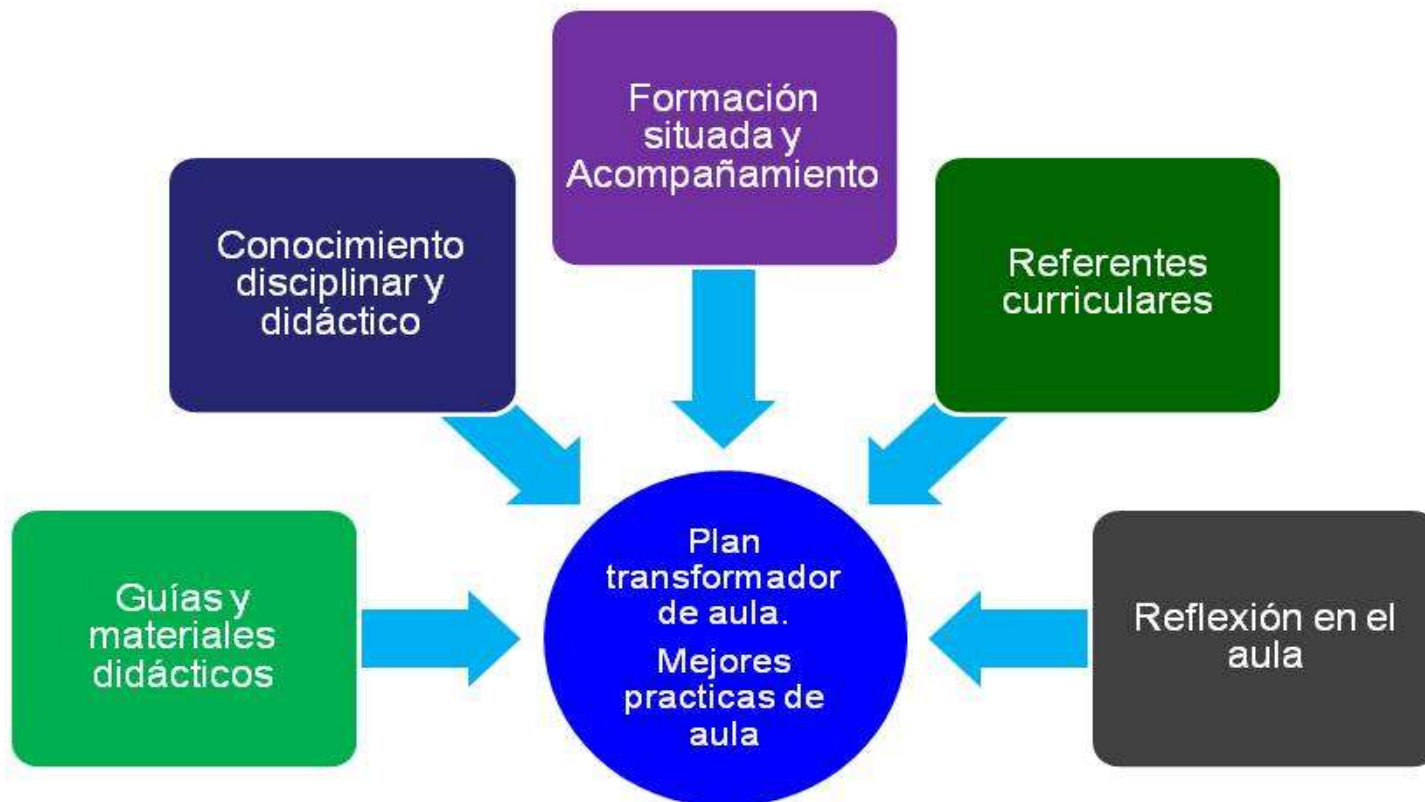 Formación
situada y
Acompañamiento
Conocimiento
disciplinar y
didáctico
Referentes
curriculares
Guías y
materiales
didácticos
Plan
transformador
de aula.
Mejores
practicas de
aula
Reflexión en el
aula